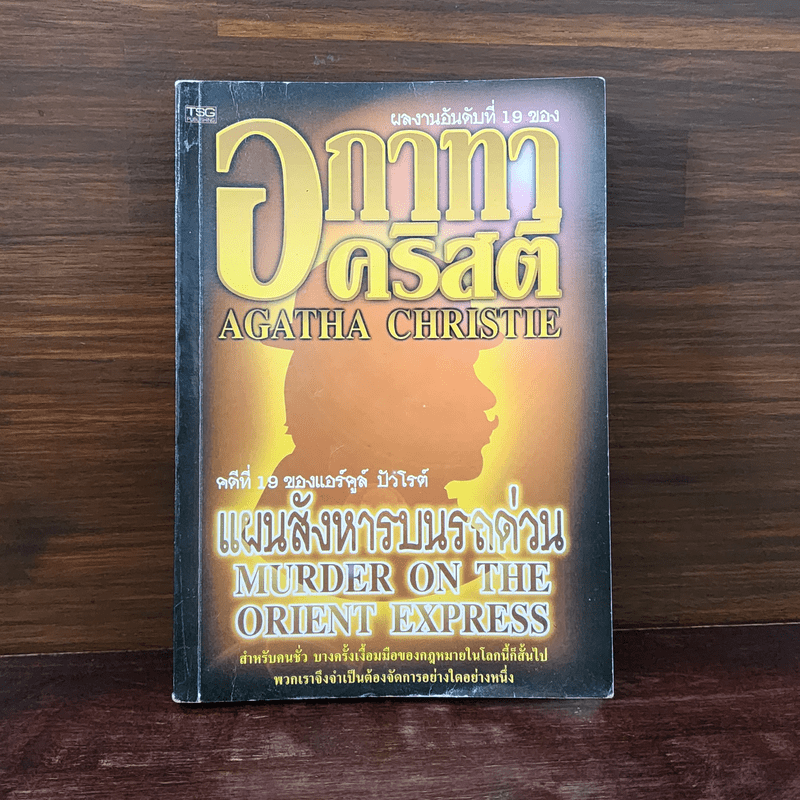 TSG
PUBLISHING
ผลงานอันดับที่ 19 ของ
อกาทา
คริสตี
AGATHA CHRISTIE
คดีที่ 19 ของแอร์คูล์ ปัวโรต์
แผนสังหารบนรถด่วน
MURDER ON THE
ORIENT EXPRESS
สำหรับคนชั่ว บางครั้งเงื้อมมือของกฎหมายในโลกนี้ก็สั้นไป
พวกเราจึงจำเป็นต้องจัดการอย่างใดอย่างหนึ่ง